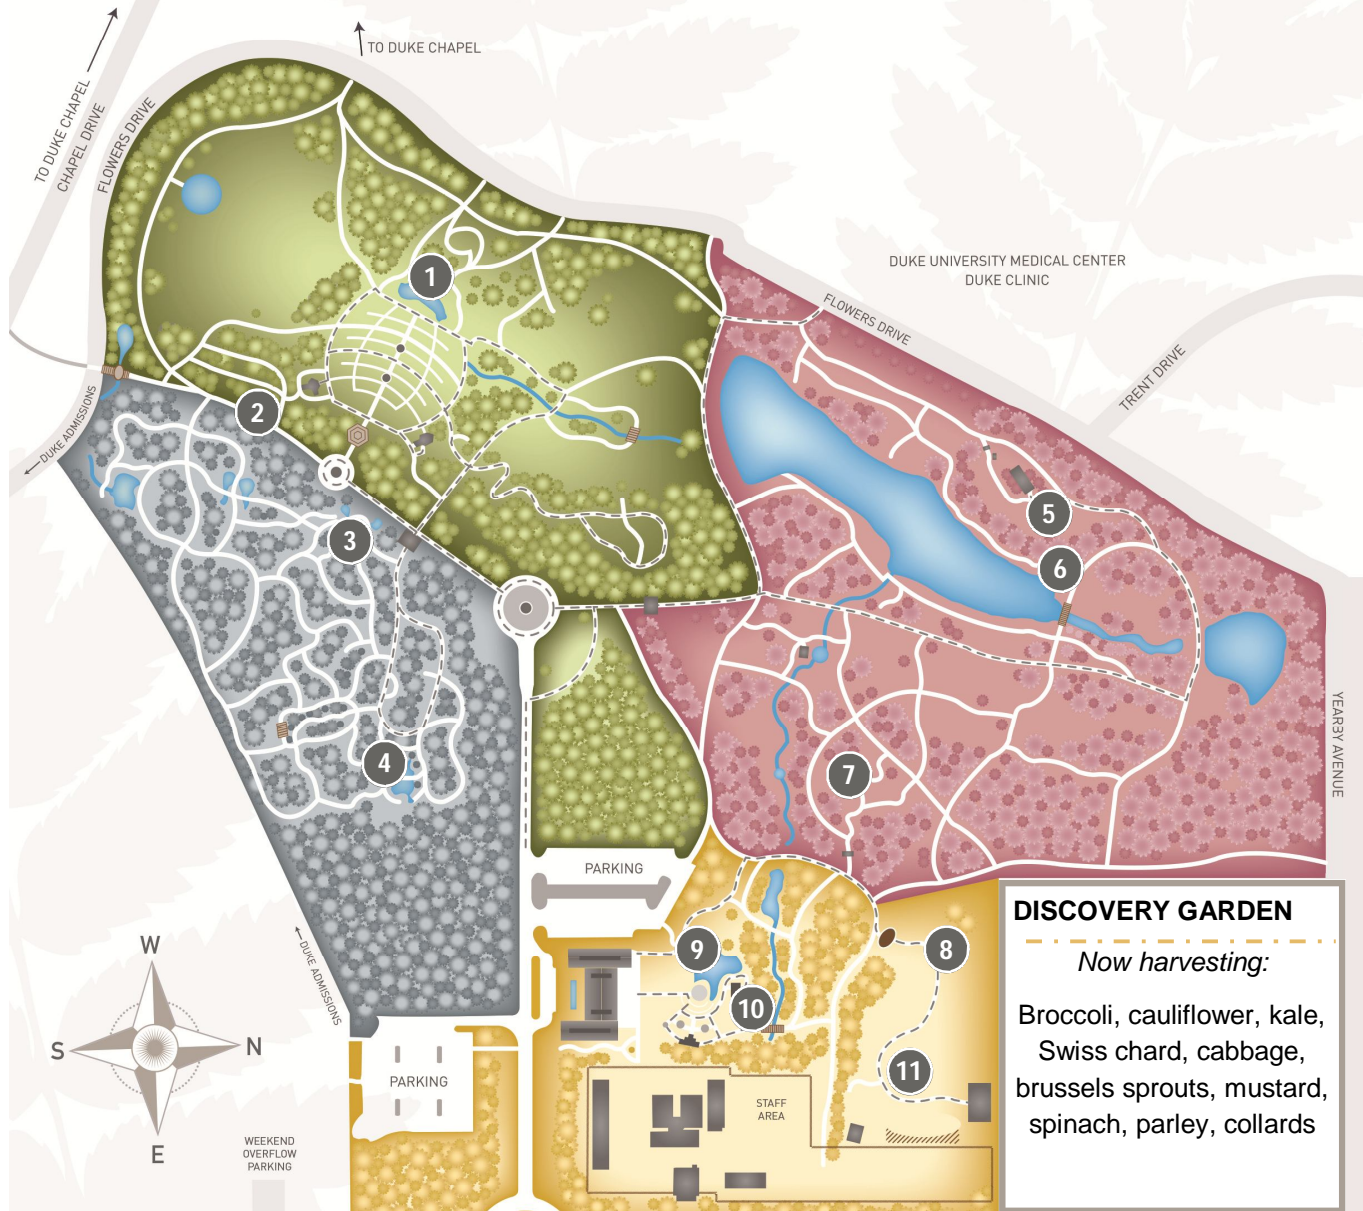 TO DUKE CHAPEL
TO DUKE CHAPEL
CHAPEL DRIVE
FLOWERS DRIVE
1
DUKE UNIVERSITY MEDICAL CENTER
DUKE CLINIC
FLOWERS DRIVE
TRENT DRIVE
2
←DUKE ADMISSIONS
3
4
5
6
7
YEARBY AVENUE
PARKING
8
9
10
11
←DUKE ADMISSIONS
W
S
N
E
PARKING
STAFF
AREA
WEEKEND
OVERFLOW
PARKING
DISCOVERY GARDEN
Now harvesting:
Broccoli, cauliflower, kale,
Swiss chard, cabbage,
brussels sprouts, mustard,
spinach, parley, collards